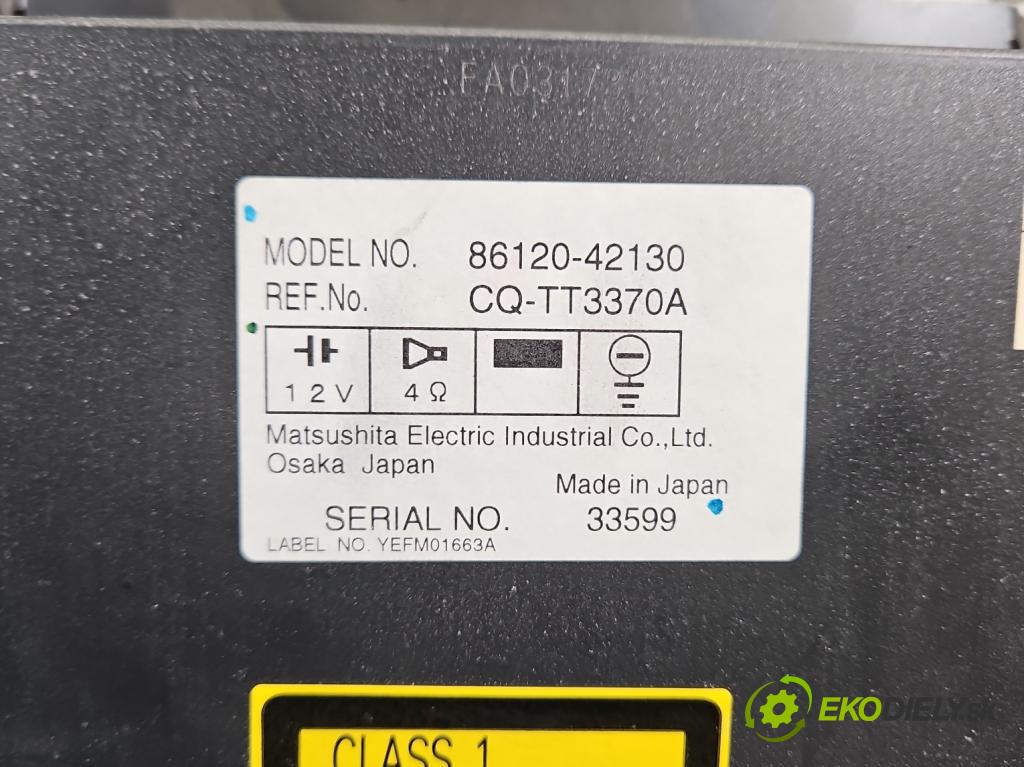 MODEL NO. 86120-42130
REF.No. CQ-TT3370A
12V 4Ω
Matsushita Electric Industrial Co.,Ltd.
Osaka Japan
Made in Japan
SERIAL NO. 33599
LABEL NO. YEFM01663A
CLASS 1
EKODIELY.sk